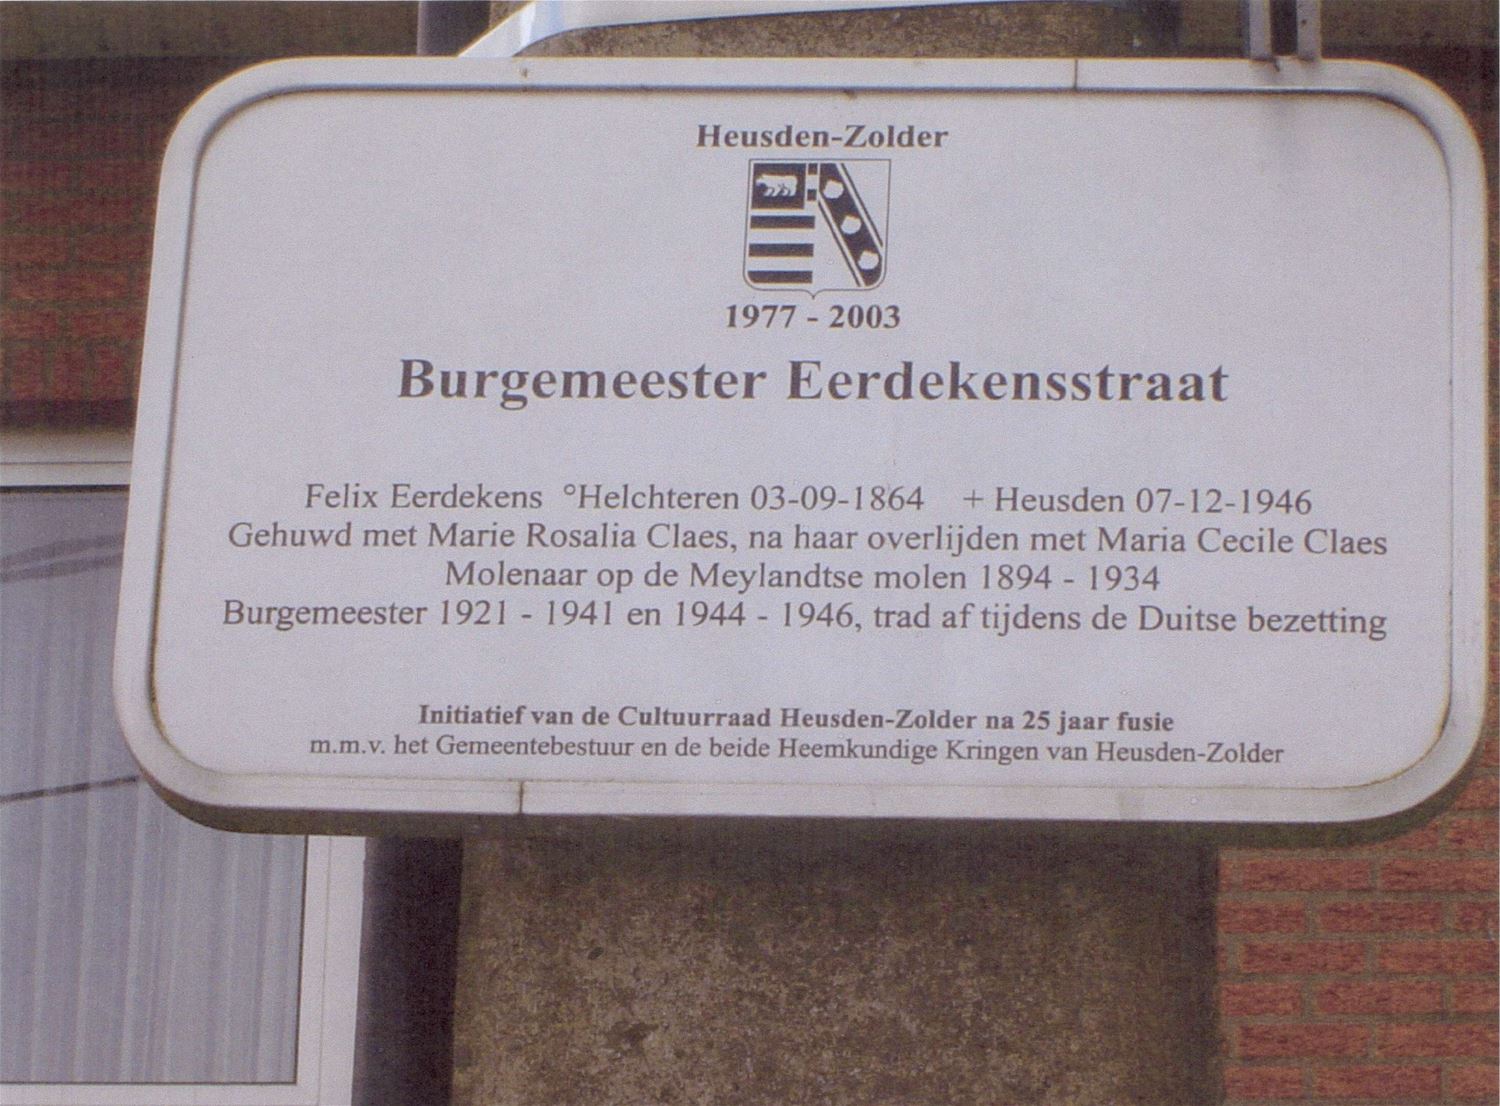 Heusden-Zolder
1977 - 2003
Burgemeester Eerdekensstraat
Felix Eerdekens °Helchteren 03-09-1864 + Heusden 07-12-1946
Gehuwd met Marie Rosalia Claes, na haar overlijden met Maria Cecile Claes
Molenaar op de Meylandtse molen 1894 - 1934
Burgemeester 1921 - 1941 en 1944 - 1946, trad af tijdens de Duitse bezetting
Initiatief van de Cultuurraad Heusden-Zolder na 25 jaar fusie
m.m.v. het Gemeentebestuur en de beide Heemkundige Kringen van Heusden-Zolder